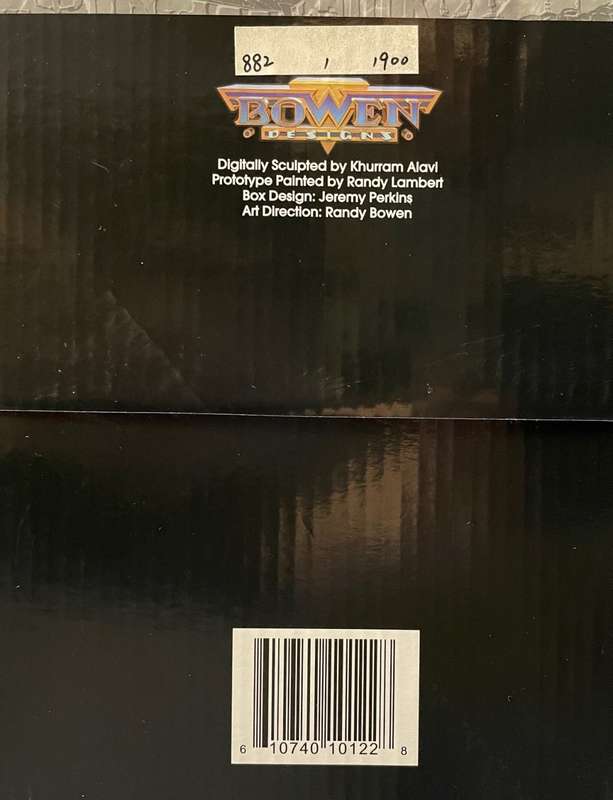 882 1 1900
BOWEN
DESIGNS
Digitally Sculpted by Khurram Alavi
Prototype Painted by Randy Lambert
Box Design: Jeremy Perkins
Art Direction: Randy Bowen
6 10740 10122 8